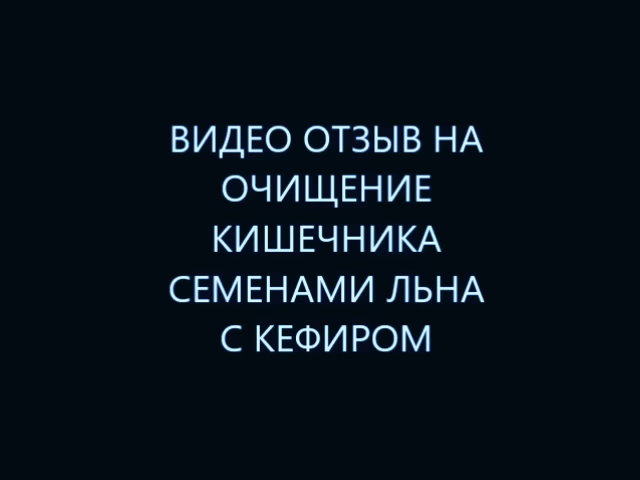 ВИДЕО ОТЗЫВ НА
ОЧИЩЕНИЕ
КИШЕЧНИКА
СЕМЕНАМИ ЛЬНА
С КЕФИРОМ